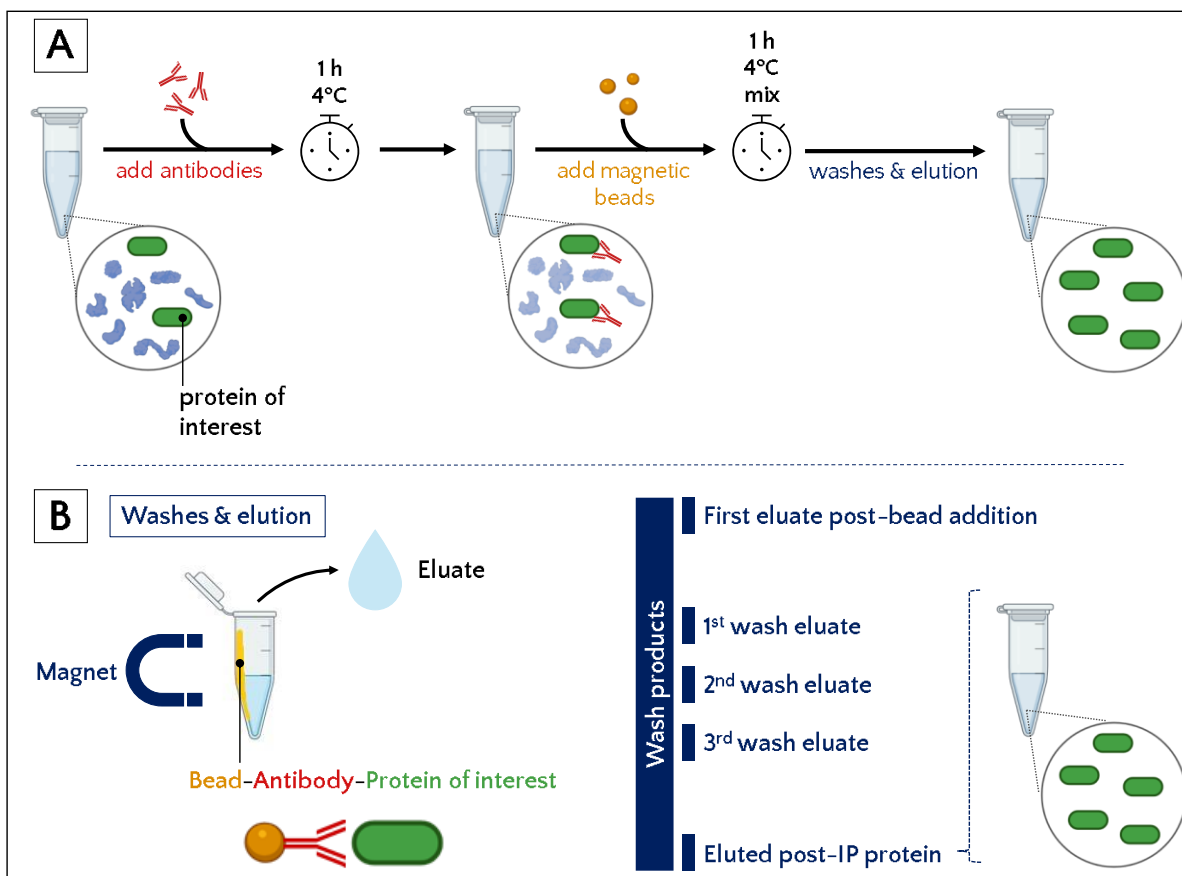 A
1 h
4°C
1 h
4°C
mix
add antibodies
add magnetic
beads
washes & elution
protein of
interest
B
Washes & elution
Eluate
Magnet
Bead-Antibody-Protein of interest
Wash products
First eluate post-bead addition
1st wash eluate
2nd wash eluate
3rd wash eluate
Eluted post-IP protein